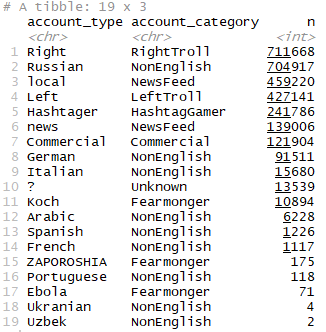 # A tibble: 19 x 3
account_type account_category n
<chr> <chr> <int>
1 Right RightTroll 711668
2 Russian NonEnglish 704917
3 local NewsFeed 459220
4 Left LeftTroll 427141
5 Hashtager HashtagGamer 241786
6 news NewsFeed 139006
7 Commercial Commercial 121904
8 German NonEnglish 91511
9 Italian NonEnglish 15680
10 ? Unknown 13539
11 Koch Fearmonger 10894
12 Arabic NonEnglish 6228
13 Spanish NonEnglish 1226
14 French NonEnglish 1117
15 ZAPOROSHIA Fearmonger 175
16 Portuguese NonEnglish 118
17 Ebola Fearmonger 71
18 Ukranian NonEnglish 4
19 Uzbek NonEnglish 2